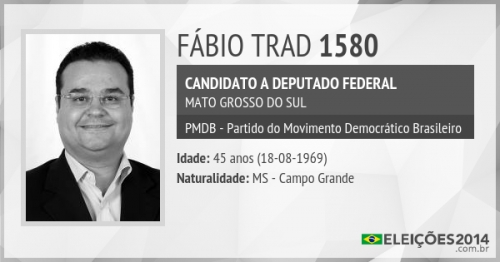 FÁBIO TRAD 1580
CANDIDATO A DEPUTADO FEDERAL
MATO GROSSO DO SUL
PMDB - Partido do Movimento Democrático Brasileiro
Idade: 45 anos (18-08-1969)
Naturalidade: MS - Campo Grande
ELEIÇÕES2014
.com.br